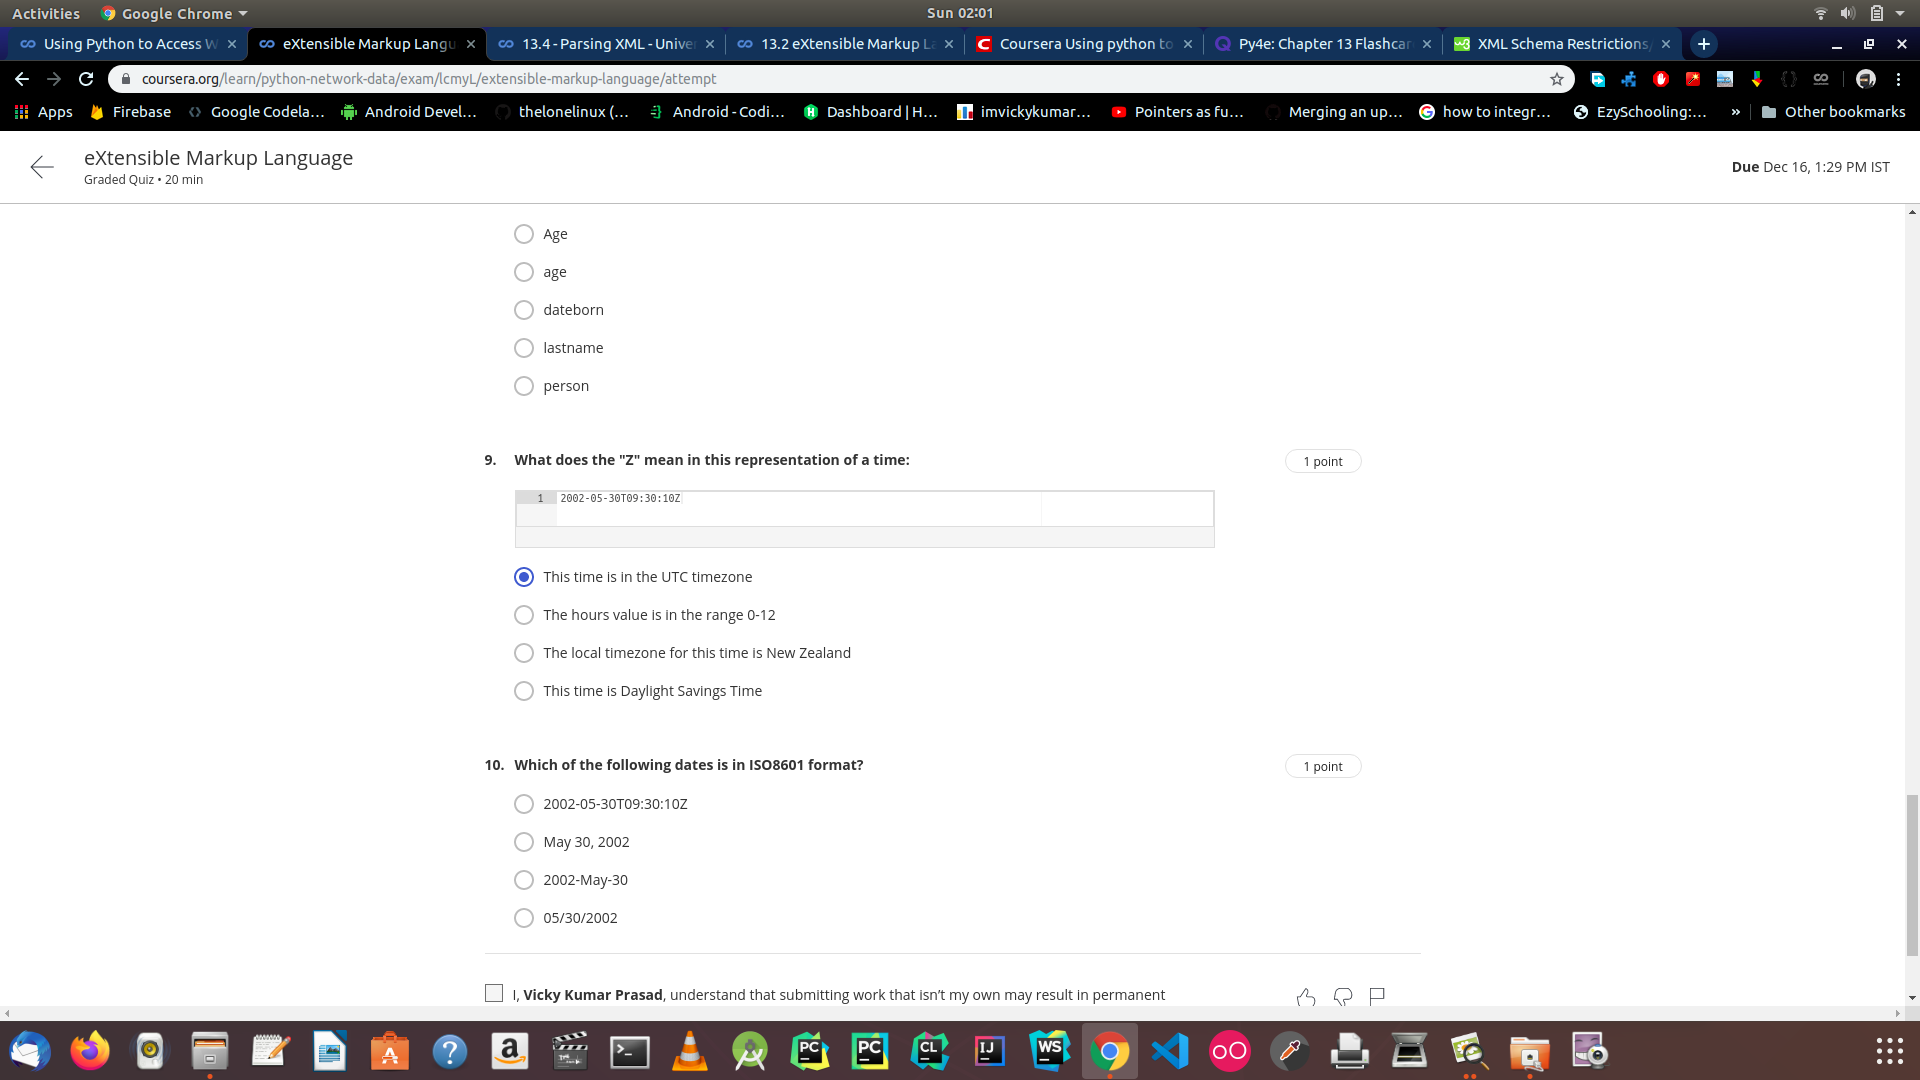 Activities
Google Chrome
Sun 02:01
Using Python to Access W
eXtensible Markup Langu
13.4 - Parsing XML - Unive
13.2 eXtensible Markup L
Coursera Using python to
Py4e: Chapter 13 Flashcar
XML Schema Restrictions
coursera.org/learn/python-network-data/exam/lcmyL/extensible-markup-language/attempt
Apps
Firebase
Google Codela...
Android Devel...
thelonelinux (...
Android - Codi...
Dashboard | H...
imvickykumar...
Pointers as fu...
Merging an up...
how to integr...
EzySchooling:...
»
Other bookmarks
eXtensible Markup Language
Graded Quiz • 20 min
Due Dec 16, 1:29 PM IST
Age
age
dateborn
lastname
person
9. What does the "Z" mean in this representation of a time:
1 point
1 2002-05-30T09:30:10Z
This time is in the UTC timezone
The hours value is in the range 0-12
The local timezone for this time is New Zealand
This time is Daylight Savings Time
10. Which of the following dates is in ISO8601 format?
1 point
2002-05-30T09:30:10Z
May 30, 2002
2002-May-30
05/30/2002
I, Vicky Kumar Prasad, understand that submitting work that isn't my own may result in permanent